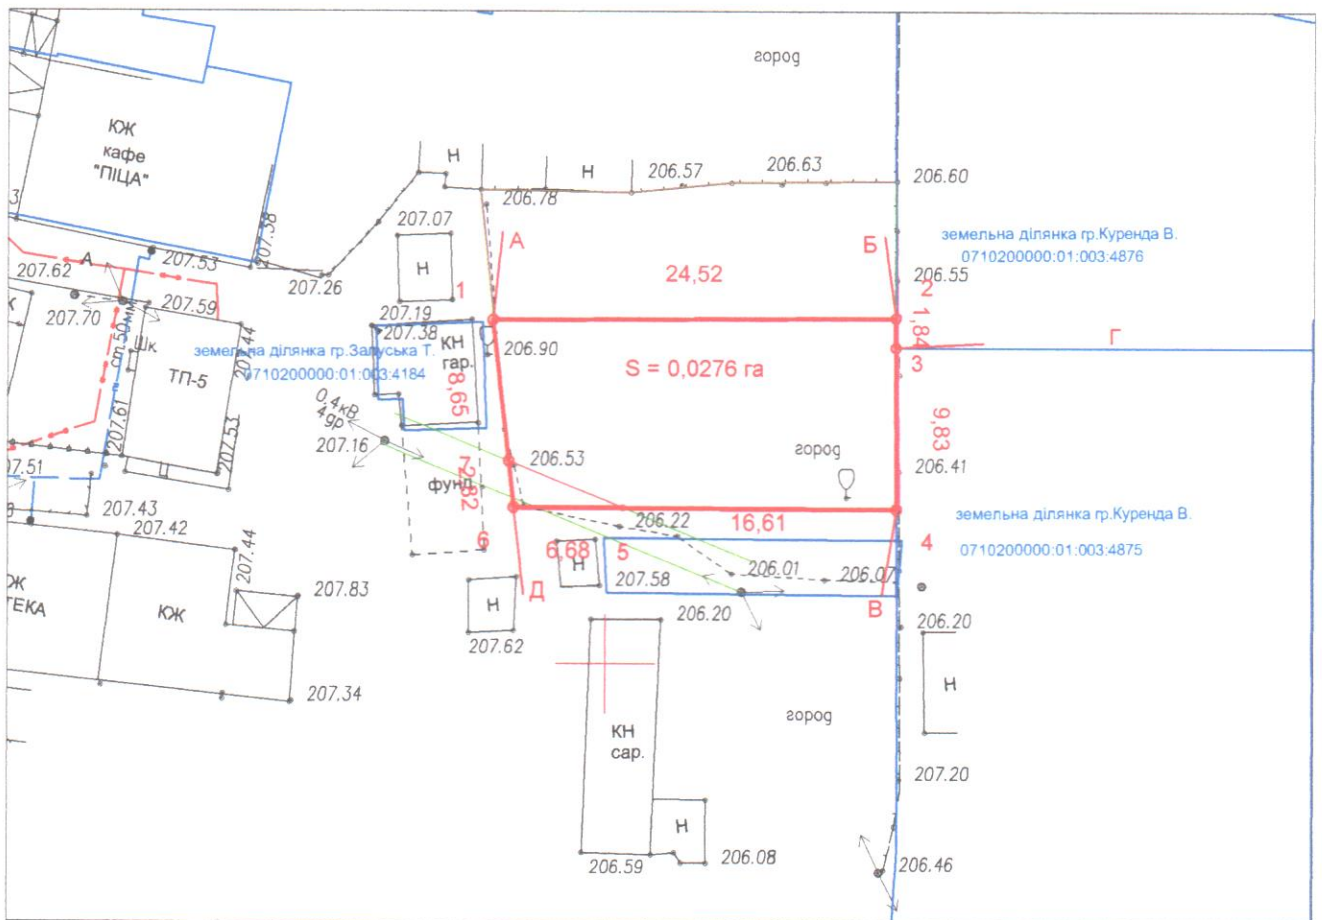 город
КЖ
кафе
"ПІЦА"
Н
Н
206.57
206.63
206.60
206.78
207.07
3
207.38
А
Б
земельна ділянка гр.Куренда В.
0710200000:01:003:4876
А
207.53
207.62
24,52
206.55
Н
1
2
207.26
207.59
207.70
207.19
1,84
207.38
207.44
ст.50мм
Шк
КН
гар.
206.90
Г
3
земельна ділянка гр.Залуська Т.
0710200000:01:003:4184
S = 0,0276 га
ТП-5
8,65
0,4кВ
4др
207.61
207.16
9,83
207.53
город
206.53
206.41
7
Ц
фунд.
2,82
207.43
207.42
206.22
16,61
земельна ділянка гр.Куренда В.
0710200000:01:003:4875
6
6,68
5
4
207.44
Н
207.58
206.01
206.07
Д
В
207.83
КЖ
Н
206.20
206.20
207.62
Н
207.34
город
КН
сар.
207.20
Н
206.59
206.08
206.46